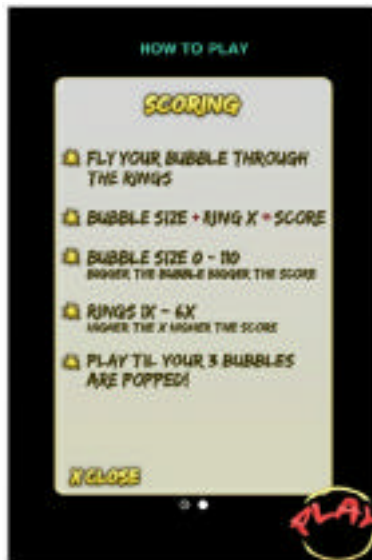 HOW TO PLAY
SCORING
FLY YOUR BUBBLE THROUGH
THE RINGS
BUBBLE SIZE + RING X = SCORE
BUBBLE SIZE 0 - 110
BIGGER THE BUBBLE BIGGER THE SCORE
RINGS 1X - 6X
HIGHER THE X HIGHER THE SCORE
PLAY TIL YOUR 3 BUBBLES
ARE POPPED!
X CLOSE
PLAY